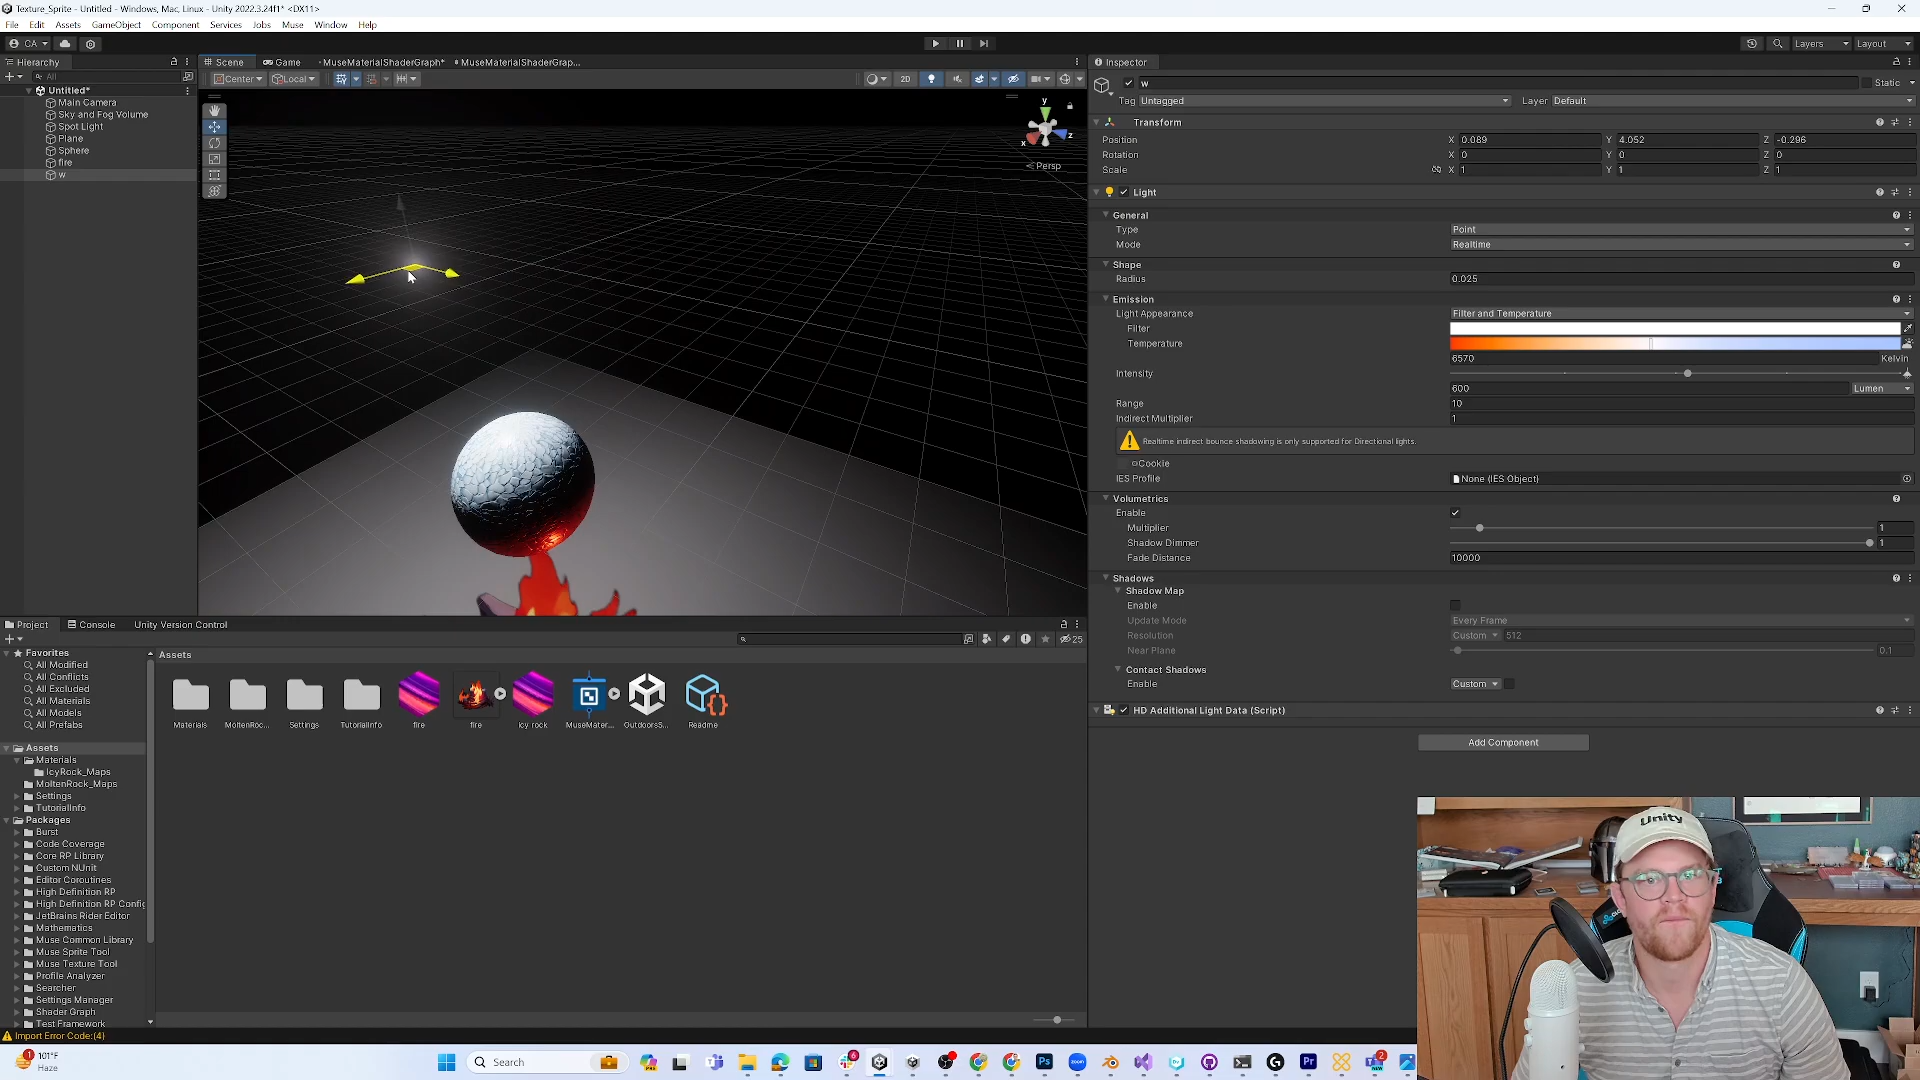 Texture_Sprite - Untitled - Windows, Mac, Linux - Unity 2022.3.24f1* <DX11>
File Edit Assets GameObject Component Services Jobs Muse Window Help
CA Layers Layout
Hierarchy Scene Game MuseMaterialShaderGraph* MuseMaterialShaderGrap... Inspector
All Center Local 2D
w Static
Tag Untagged Layer Default
Untitled*
Main Camera
Sky and Fog Volume
Spot Light
Plane
Sphere
fire
w
y
x z
Persp
Transform
Position X 0.089 Y 4.052 Z -0.296
Rotation X 0 Y 0 Z 0
Scale X 1 Y 1 Z 1
Light
General
Type Point
Mode Realtime
Shape
Radius 0.025
Emission
Light Appearance Filter and Temperature
Filter
Temperature
6570 Kelvin
Intensity
600 Lumen
Range 10
Indirect Multiplier 1
Realtime indirect bounce shadowing is only supported for Directional lights.
Cookie
IES Profile None (IES Object)
Volumetrics
Enable
Multiplier 1
Shadow Dimmer 1
Fade Distance 10000
Shadows
Shadow Map
Enable
Update Mode Every Frame
Resolution Custom 512
Near Plane 0.1
Contact Shadows
Enable Custom
HD Additional Light Data (Script)
Add Component
Project Console Unity Version Control
25
Favorites
All Modified
All Conflicts
All Excluded
All Materials
All Models
All Prefabs
Assets
Materials
IcyRock_Maps
MoltenRock_Maps
Settings
TutorialInfo
Packages
Burst
Code Coverage
Core RP Library
Custom NUnit
Editor Coroutines
High Definition RP
High Definition RP Config
JetBrains Rider Editor
Mathematics
Muse Common Library
Muse Sprite Tool
Muse Texture Tool
Profile Analyzer
Searcher
Settings Manager
Shader Graph
Test Framework
Assets
Materials MoltenRoc... Settings TutorialInfo fire fire Icy rock MuseMater... OutdoorsS... Readme
Import Error Code:(4)
Unity
1 101°F
Haze
Search
PRE 6 Ps zoom Pr 2 NEW